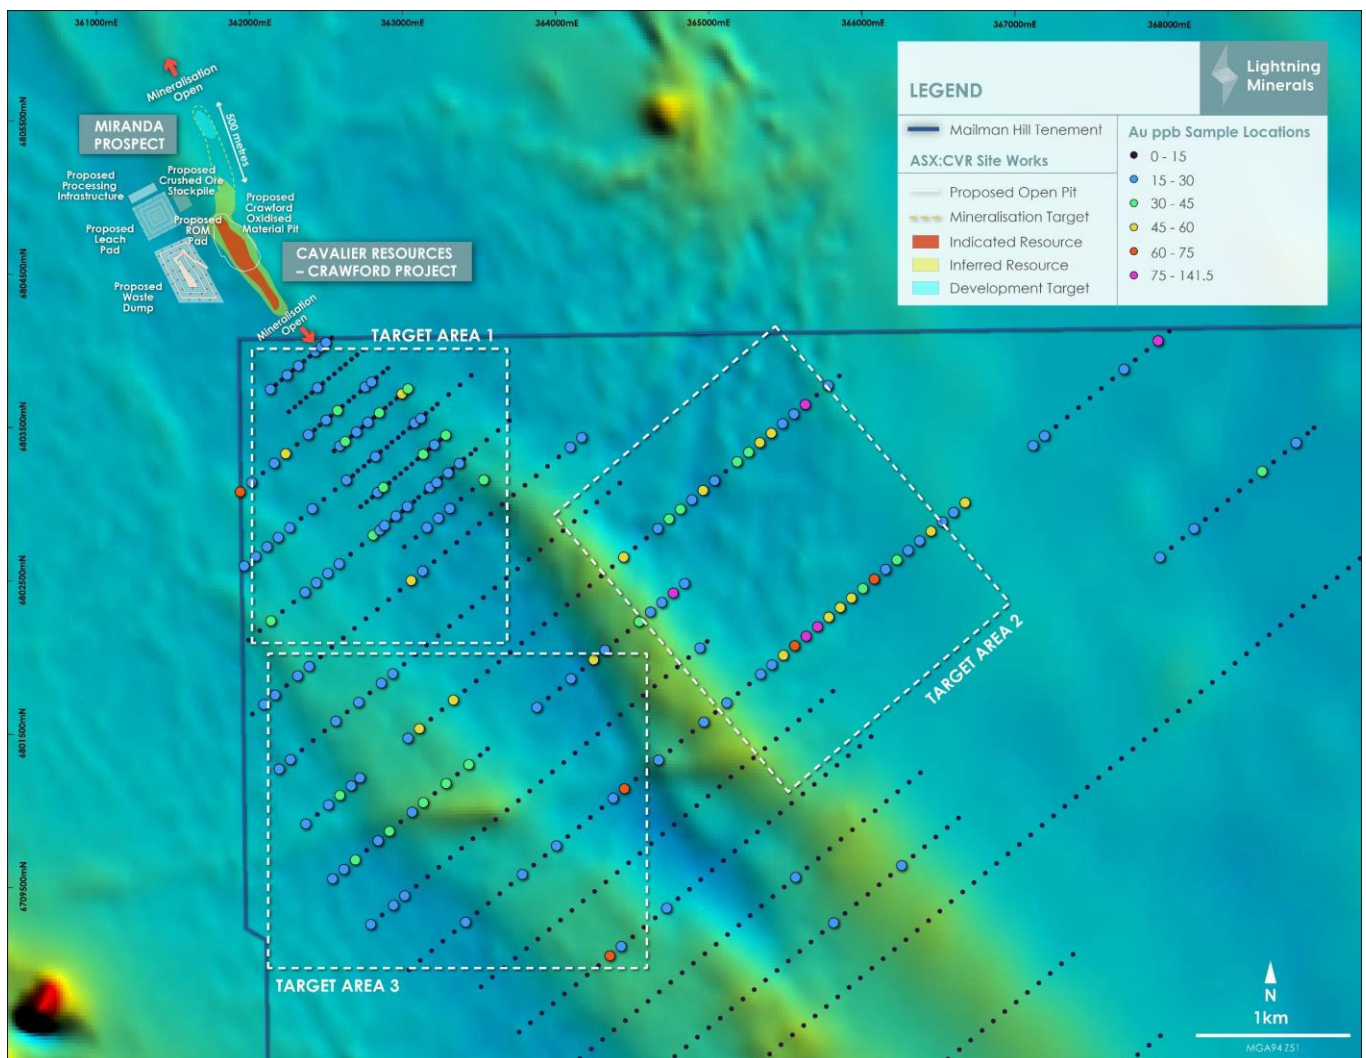 361000mE
362000mE
363000mE
364000mE
365000mE
366000mE
367000mE
368000mE
6805500mN
6804500mN
6803500mN
6802500mN
6801500mN
6709500mN
Mineralisation
Open
500 metres
MIRANDA
PROSPECT
Proposed
Processing
Infrastructure
Proposed
Crushed Ore
Stockpile
Proposed
Crawford
Oxidised
Material Pit
Proposed
ROM
Pad
Proposed
Leach
Pad
Proposed
Waste
Dump
CAVALIER RESOURCES
– CRAWFORD PROJECT
Mineralisation
Open
TARGET AREA 1
TARGET AREA 2
TARGET AREA 3
LEGEND
Lightning
Minerals
Mailman Hill Tenement
ASX:CVR Site Works
Proposed Open Pit
Mineralisation Target
Indicated Resource
Inferred Resource
Development Target
Au ppb Sample Locations
0 - 15
15 - 30
30 - 45
45 - 60
60 - 75
75 - 141.5
N
1km
MGA94 Z51